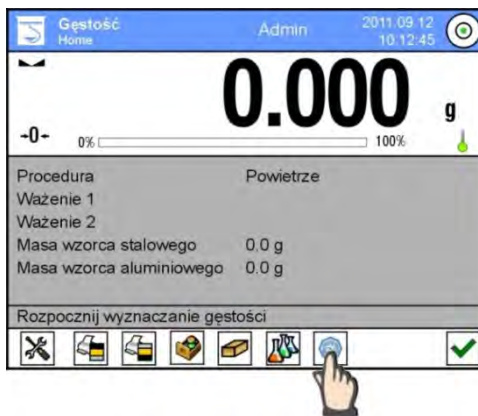 Gęstość Admin 2011.09.12
Home 10:12:45
0.000 g
→0← 0% 100%
Procedura Powietrze
Ważenie 1
Ważenie 2
Masa wzorca stalowego 0.0 g
Masa wzorca aluminiowego 0.0 g
Rozpocznij wyznaczanie gęstości